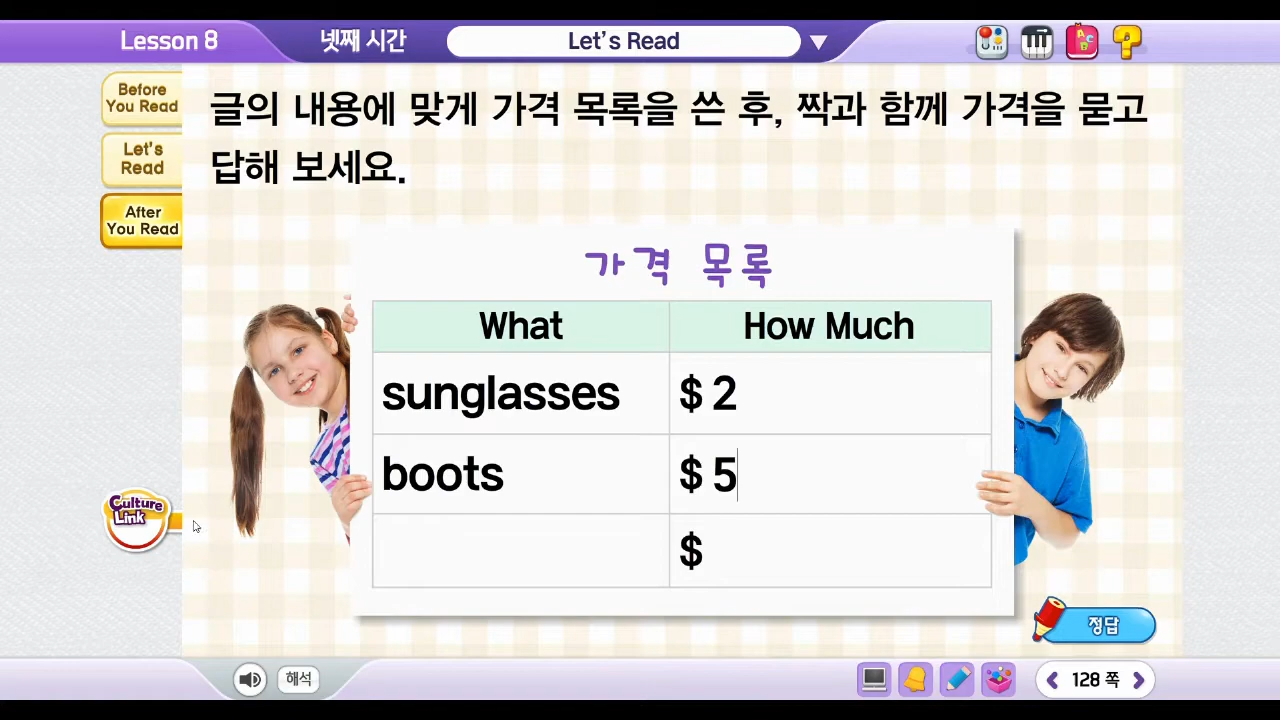 Lesson 8
넷째 시간
Let's Read
Before
You Read
Let's
Read
After
You Read
글의 내용에 맞게 가격 목록을 쓴 후, 짝과 함께 가격을 묻고
답해 보세요.
가격 목록
What How Much
sunglasses $ 2
boots $ 5
$
Culture
Link
정답
해석
128 쪽